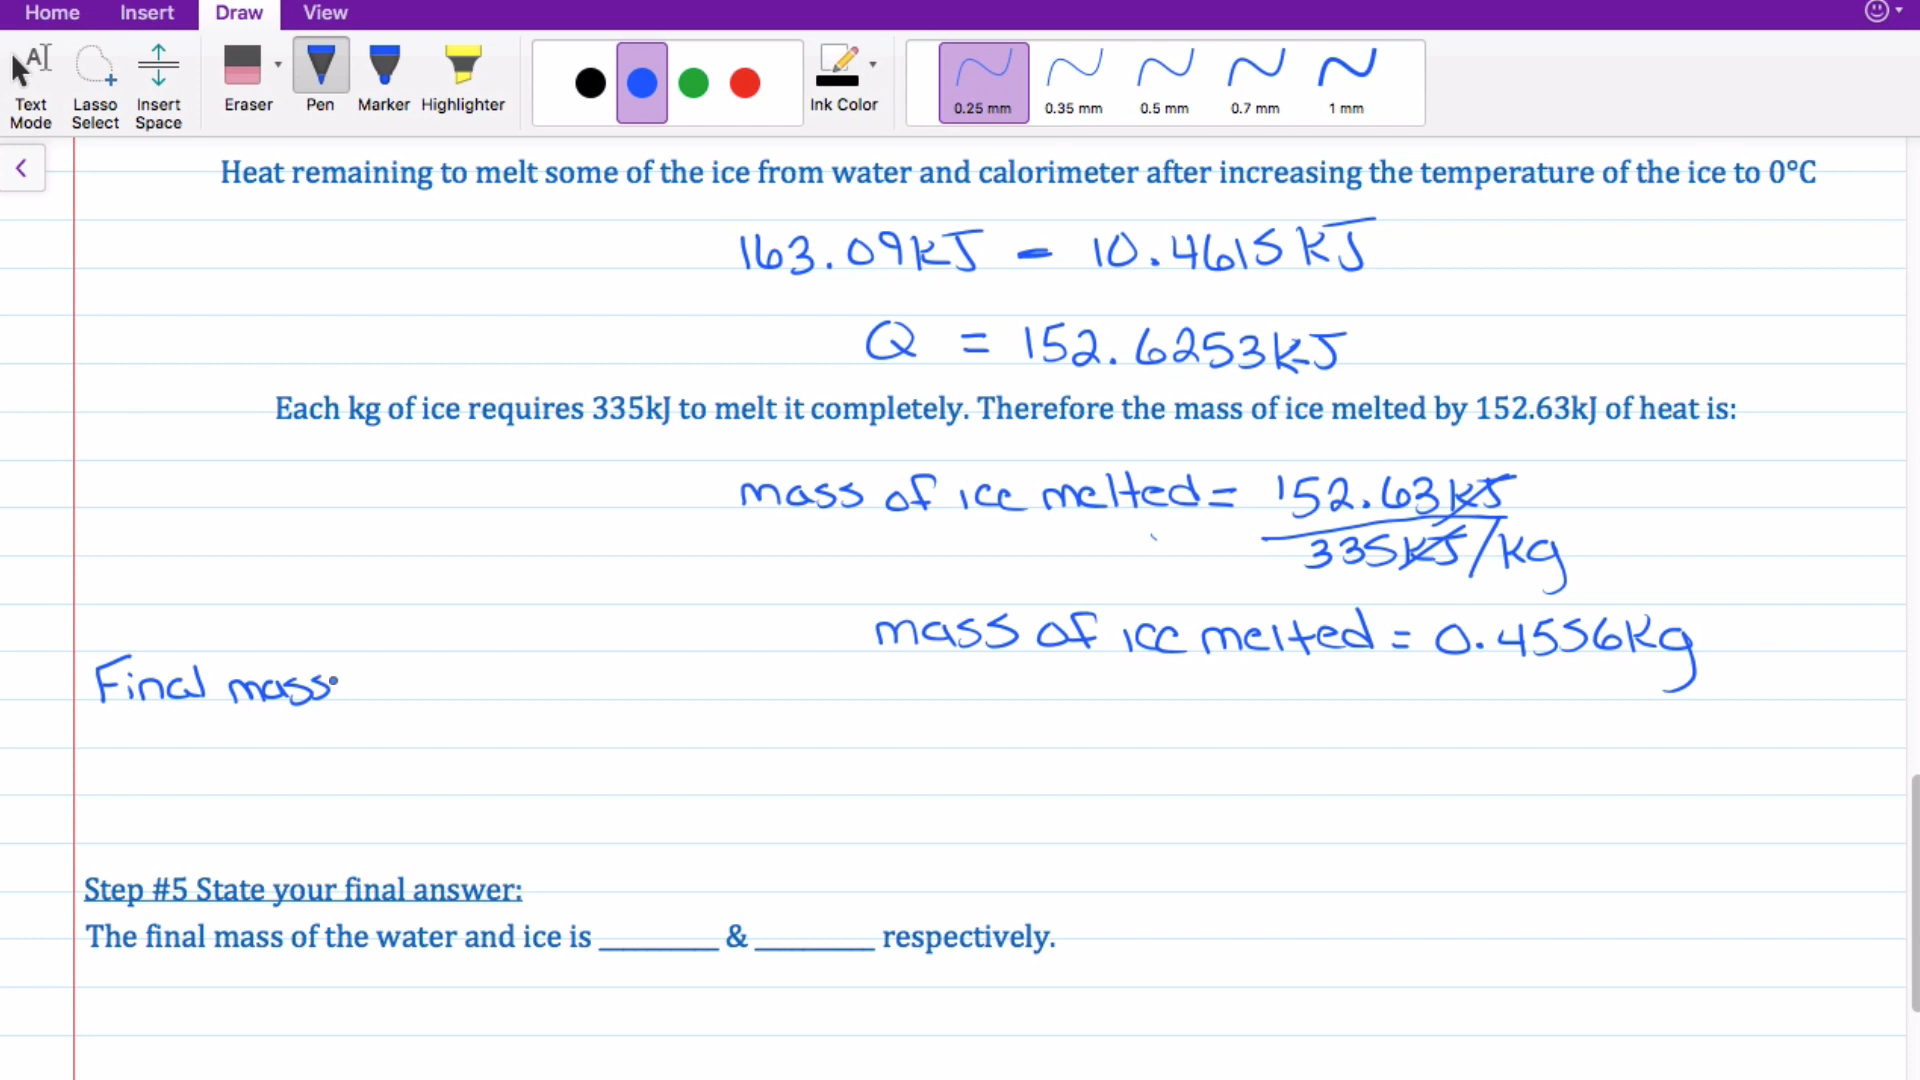 Home Insert Draw View
Text Mode
Lasso Select
Insert Space
Eraser
Pen
Marker
Highlighter
Ink Color
0.25 mm
0.35 mm
0.5 mm
0.7 mm
1 mm
Heat remaining to melt some of the ice from water and calorimeter after increasing the temperature of the ice to 0°C
163.09kJ - 10.4615kJ
Q = 152.6253kJ
Each kg of ice requires 335kJ to melt it completely. Therefore the mass of ice melted by 152.63kJ of heat is:
mass of ice melted = 152.63kJ
335kJ/kg
mass of ice melted = 0.4556kg
Final mass
Step #5 State your final answer:
The final mass of the water and ice is ________ & ________ respectively.